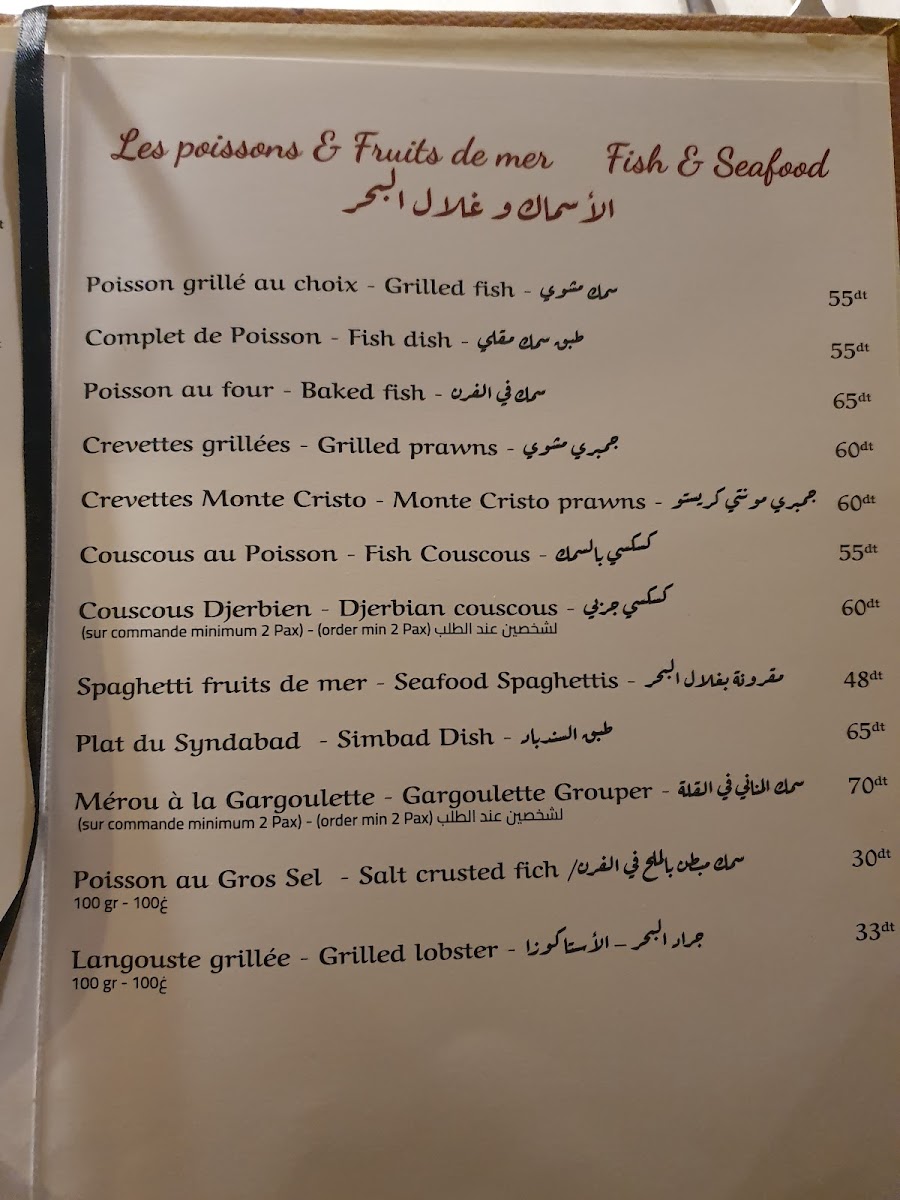 Les poissons & Fruits de mer Fish & Seafood
الأسماك و غلال البحر
Poisson grillé au choix - Grilled fish - سمك مشوي 55dt
Complet de Poisson - Fish dish - طبق سمك مقلي 55dt
Poisson au four - Baked fish - سمك في الفرن 65dt
Crevettes grillées - Grilled prawns - جمبري مشوي 60dt
Crevettes Monte Cristo - Monte Cristo prawns - جمبري مونتي كريستو 60dt
Couscous au Poisson - Fish Couscous - كسكسي بالسمك 55dt
Couscous Djerbien - Djerbian couscous - كسكسي جربي 60dt
(sur commande minimum 2 Pax) - (order min 2 Pax) لشخصين عند الطلب
Spaghetti fruits de mer - Seafood Spaghettis - مقرونة بغلال البحر 48dt
Plat du Syndabad - Simbad Dish - طبق السندباد 65dt
Mérou à la Gargoulette - Gargoulette Grouper - سمك المناني في القلة 70dt
(sur commande minimum 2 Pax) - (order min 2 Pax) لشخصين عند الطلب
Poisson au Gros Sel - Salt crusted fich /سمك مبطن بالملح في الفرن 30dt
100 gr - 100غ
Langouste grillée - Grilled lobster - جراد البحر - الأستاكوزا 33dt
100 gr - 100غ